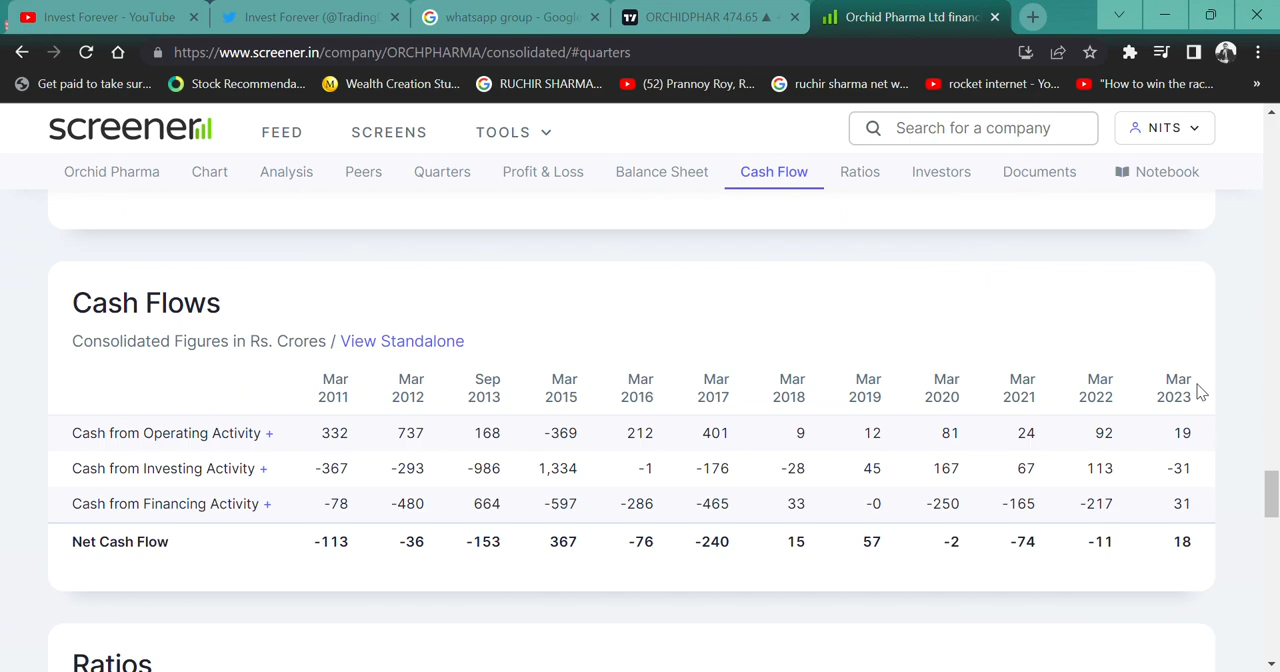 Invest Forever - YouTube
Invest Forever (@Trading
whatsapp group - Google
ORCHIDPHAR 474.65 ▲
Orchid Pharma Ltd financ
https://www.screener.in/company/ORCHPHARMA/consolidated/#quarters
Get paid to take sur... Stock Recommenda... Wealth Creation Stu... RUCHIR SHARMA... (52) Prannoy Roy, R... ruchir sharma net w... rocket internet - Yo... "How to win the rac... »
screener FEED SCREENS TOOLS Search for a company NITS
Orchid Pharma Chart Analysis Peers Quarters Profit & Loss Balance Sheet Cash Flow Ratios Investors Documents Notebook
Cash Flows
Consolidated Figures in Rs. Crores / View Standalone
Mar 2011 Mar 2012 Sep 2013 Mar 2015 Mar 2016 Mar 2017 Mar 2018 Mar 2019 Mar 2020 Mar 2021 Mar 2022 Mar 2023
Cash from Operating Activity + 332 737 168 -369 212 401 9 12 81 24 92 19
Cash from Investing Activity + -367 -293 -986 1,334 -1 -176 -28 45 167 67 113 -31
Cash from Financing Activity + -78 -480 664 -597 -286 -465 33 -0 -250 -165 -217 31
Net Cash Flow -113 -36 -153 367 -76 -240 15 57 -2 -74 -11 18
Ratios